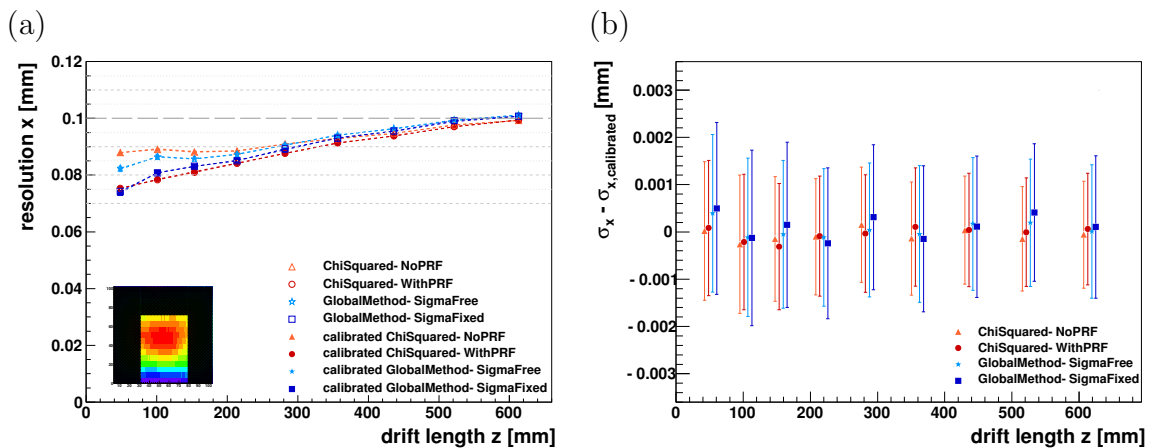 (a)
resolution x [mm]
0.12
0.1
0.08
0.06
0.04
0.02
0
ChiSquared- NoPRF
ChiSquared- WithPRF
GlobalMethod- SigmaFree
GlobalMethod- SigmaFixed
calibrated ChiSquared- NoPRF
calibrated ChiSquared- WithPRF
calibrated GlobalMethod- SigmaFree
calibrated GlobalMethod- SigmaFixed
0 100 200 300 400 500 600
drift length z [mm]
(b)
σx - σx,calibrated [mm]
0.003
0.002
0.001
0
- 0.001
- 0.002
- 0.003
ChiSquared- NoPRF
ChiSquared- WithPRF
GlobalMethod- SigmaFree
GlobalMethod- SigmaFixed
0 100 200 300 400 500 600
drift length z [mm]